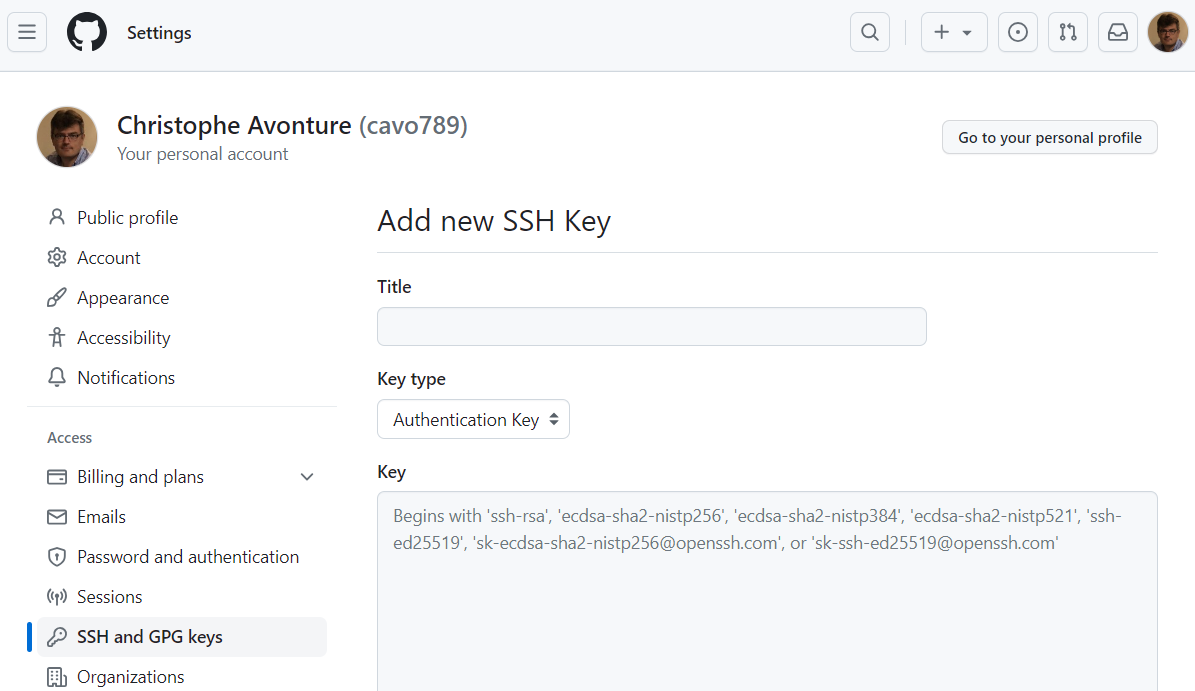 Settings
Christophe Avonture (cavo789)
Your personal account
Go to your personal profile
Public profile
Account
Appearance
Accessibility
Notifications
Access
Billing and plans
Emails
Password and authentication
Sessions
SSH and GPG keys
Organizations
Add new SSH Key
Title
Key type
Authentication Key
Key
Begins with 'ssh-rsa', 'ecdsa-sha2-nistp256', 'ecdsa-sha2-nistp384', 'ecdsa-sha2-nistp521', 'ssh-
ed25519', 'sk-ecdsa-sha2-nistp256@openssh.com', or 'sk-ssh-ed25519@openssh.com'